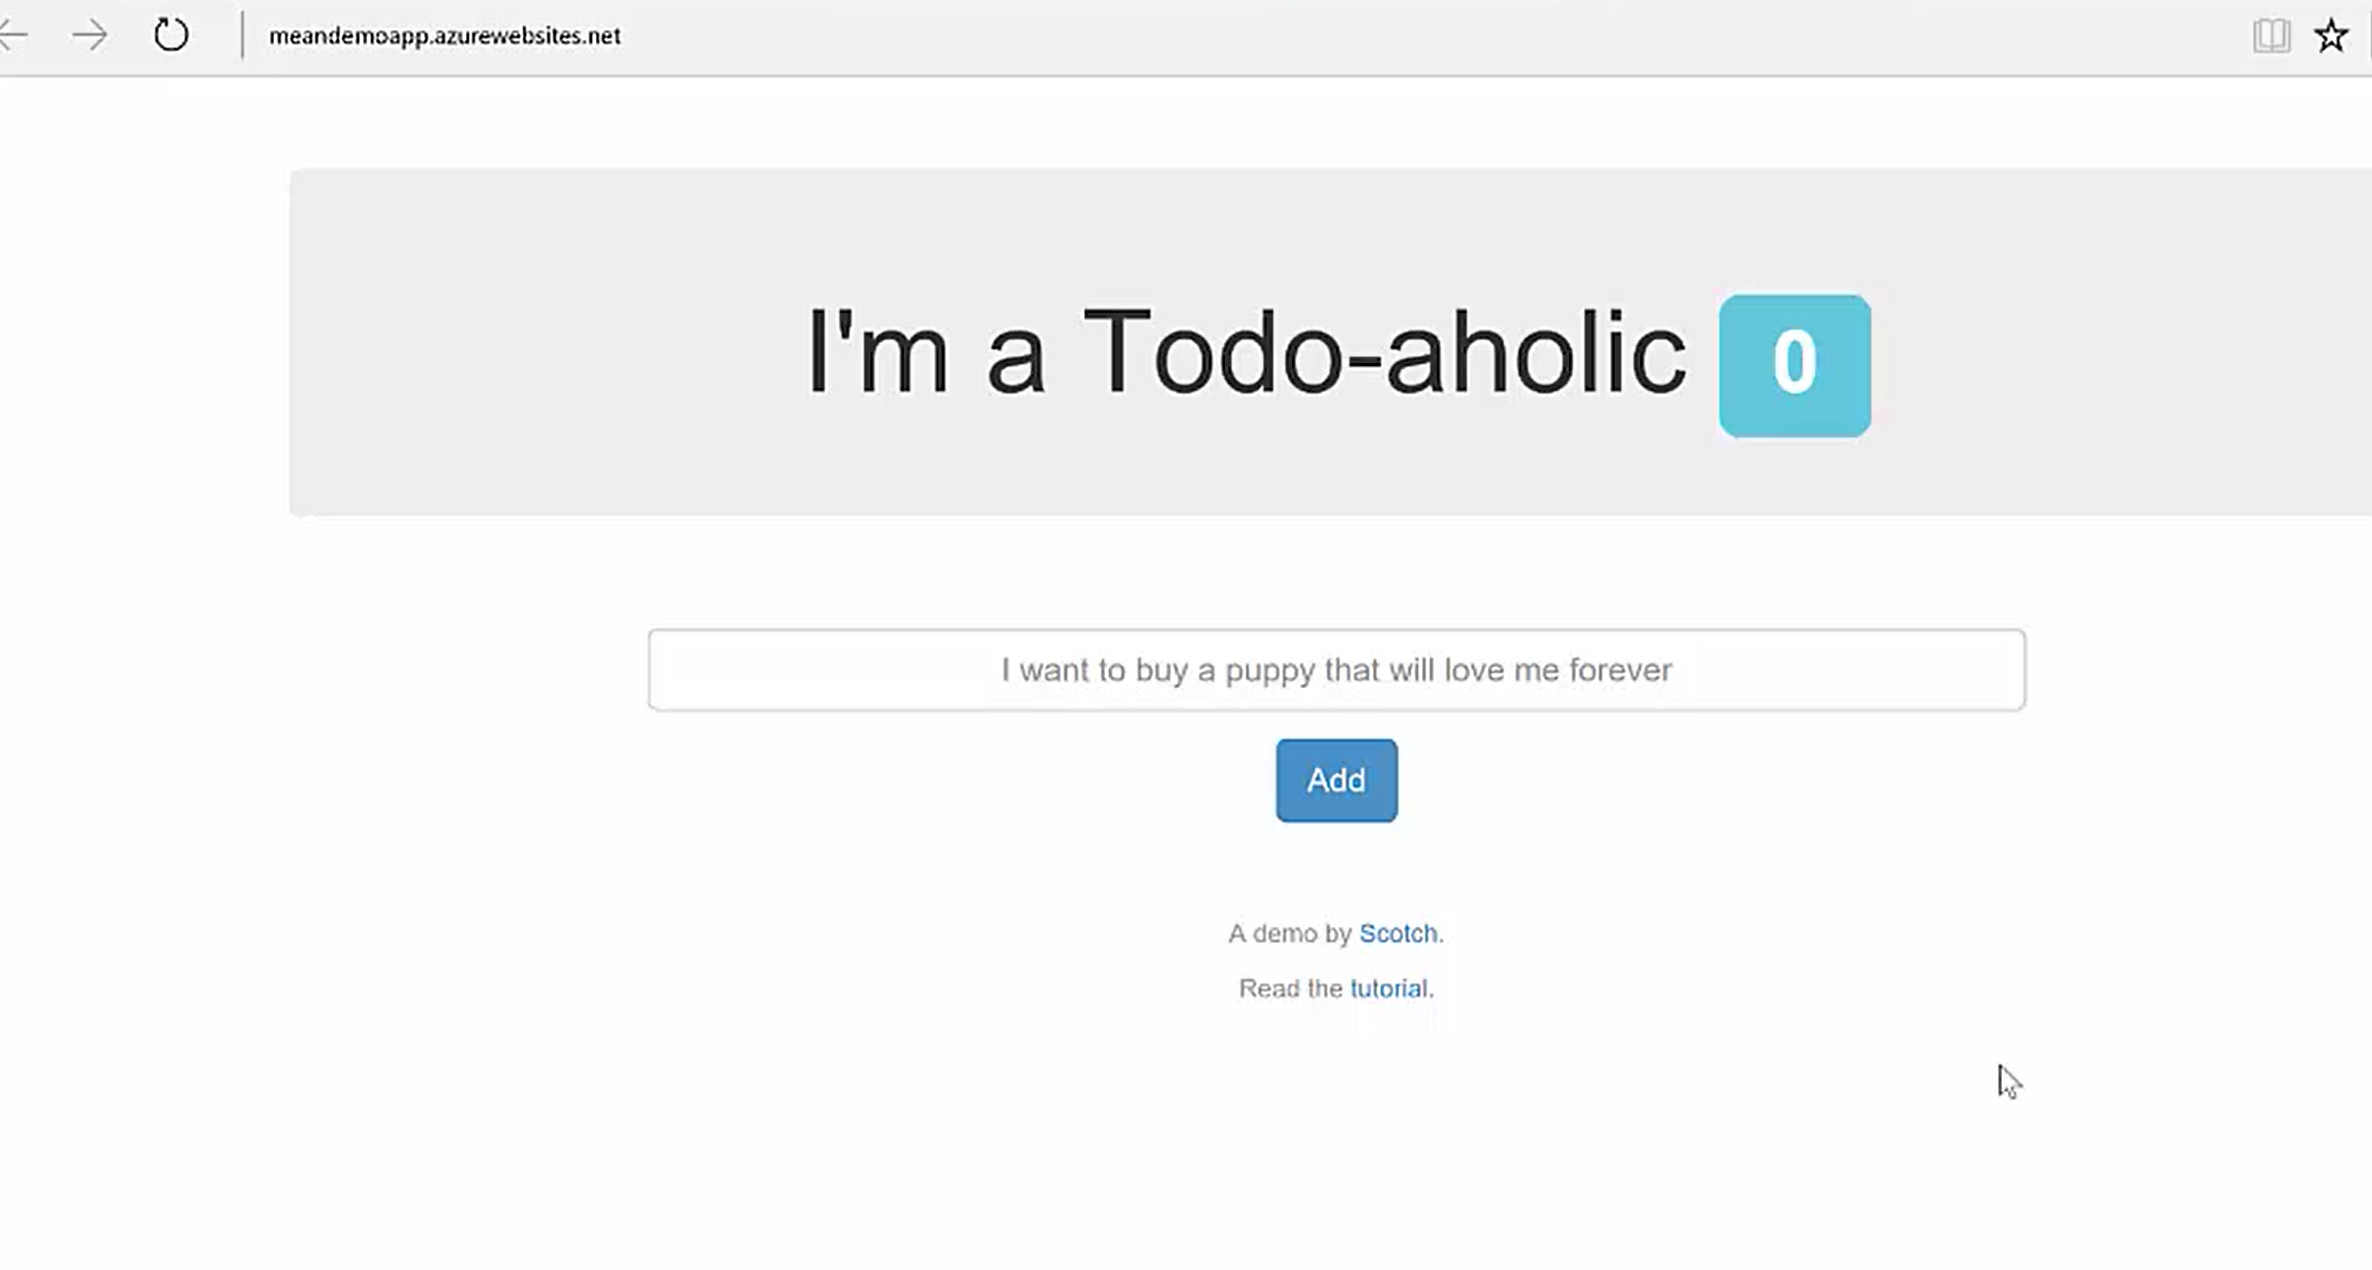 meandemoapp.azurewebsites.net
I'm a Todo-aholic 0
I want to buy a puppy that will love me forever
Add
A demo by Scotch.
Read the tutorial.